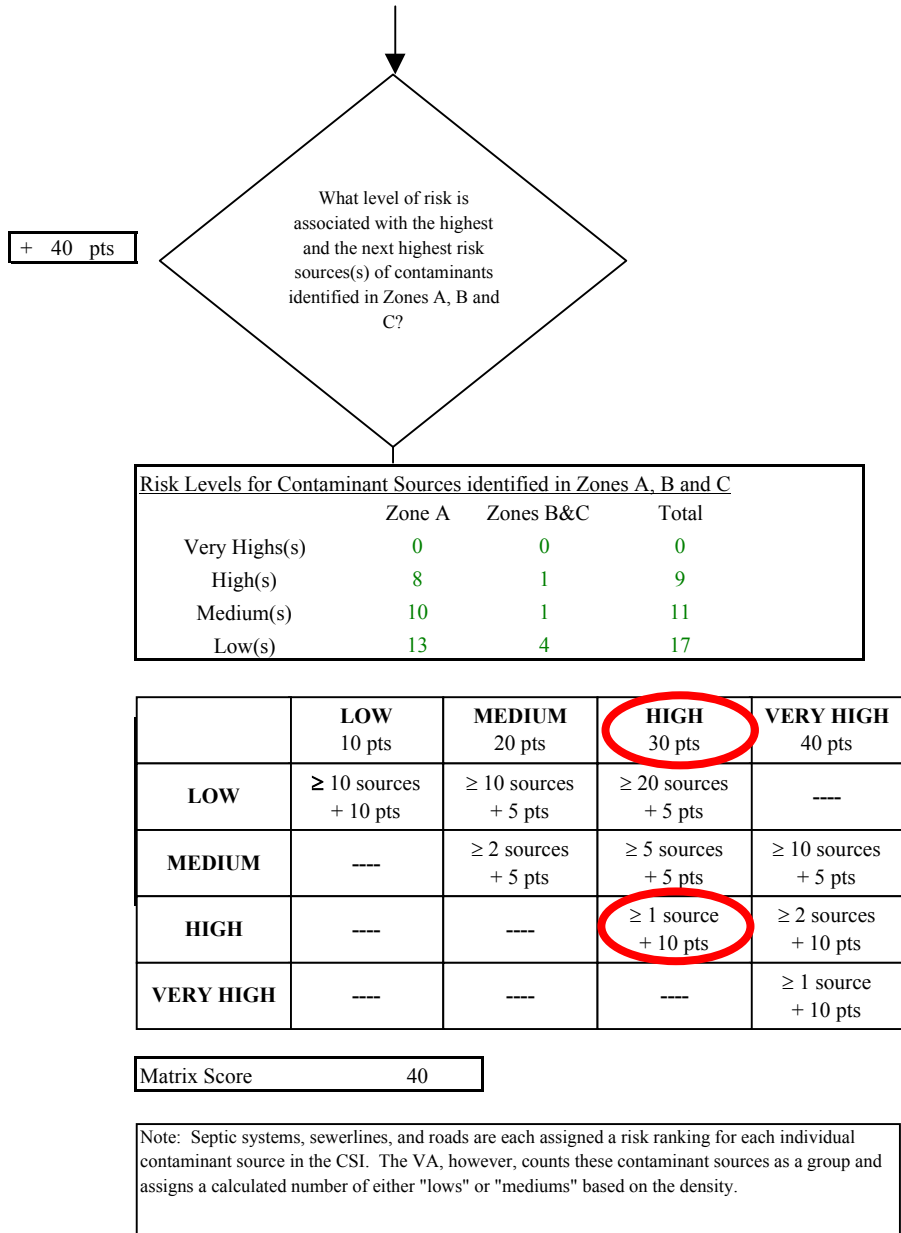 What level of risk is
associated with the highest
and the next highest risk
sources(s) of contaminants
identified in Zones A, B and
C?
+ 40 pts
Risk Levels for Contaminant Sources identified in Zones A, B and C
Zone A Zones B&C Total
Very Highs(s) 0 0 0
High(s) 8 1 9
Medium(s) 10 1 11
Low(s) 13 4 17
LOW MEDIUM HIGH VERY HIGH
10 pts 20 pts 30 pts 40 pts
LOW ≥ 10 sources ≥ 10 sources ≥ 20 sources ----
+ 10 pts + 5 pts + 5 pts
MEDIUM ---- ≥ 2 sources ≥ 5 sources ≥ 10 sources
+ 5 pts + 5 pts + 5 pts
HIGH ---- ---- ≥ 1 source ≥ 2 sources
+ 10 pts + 10 pts
VERY HIGH ---- ---- ---- ≥ 1 source
+ 10 pts
Matrix Score 40
Note: Septic systems, sewerlines, and roads are each assigned a risk ranking for each individual
contaminant source in the CSI. The VA, however, counts these contaminant sources as a group and
assigns a calculated number of either "lows" or "mediums" based on the density.